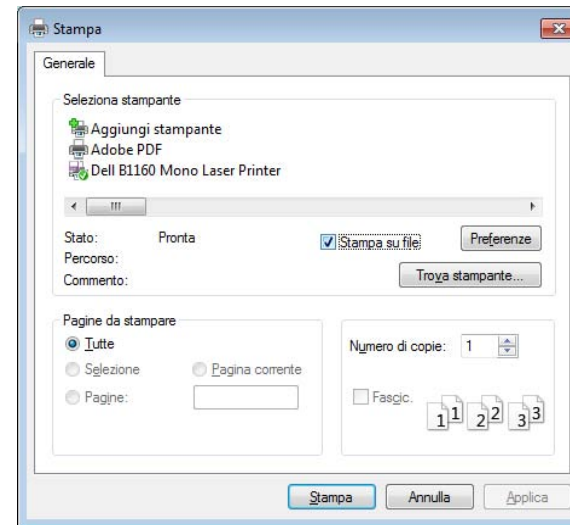 Stampa
Generale
Seleziona stampante
Aggiungi stampante
Adobe PDF
Dell B1160 Mono Laser Printer
Stato: Pronta
Stampa su file
Preferenze
Percorso:
Commento:
Trova stampante...
Pagine da stampare
Tutte
Selezione
Pagina corrente
Pagine:
Numero di copie: 1
Fascic.
1 1 2 2 3 3
Stampa
Annulla
Applica